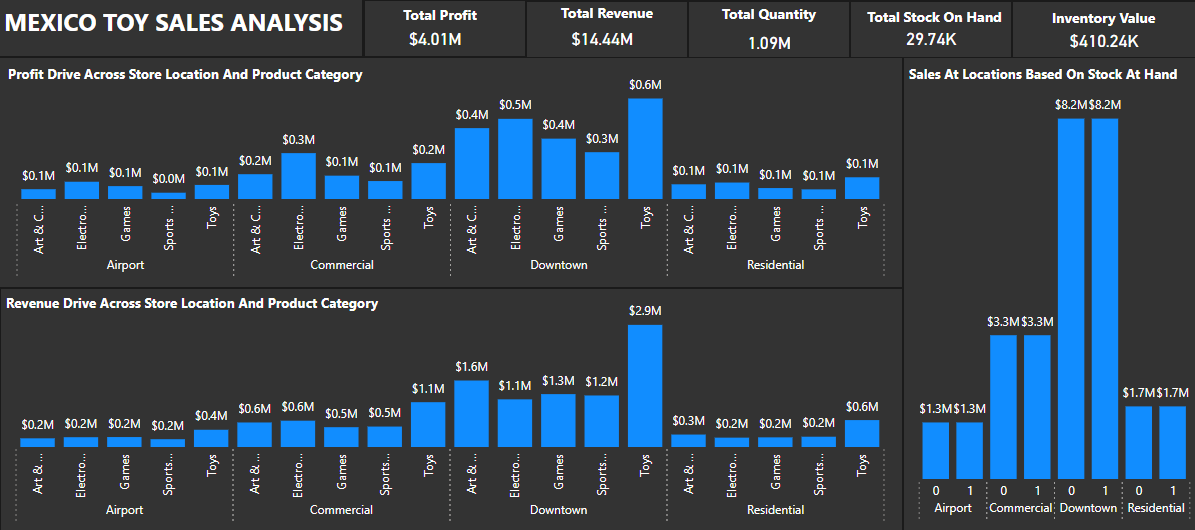 MEXICO TOY SALES ANALYSIS
Total Profit
$4.01M
Total Revenue
$14.44M
Total Quantity
1.09M
Total Stock On Hand
29.74K
Inventory Value
$410.24K
Profit Drive Across Store Location And Product Category
$0.1M $0.1M $0.1M $0.0M $0.1M $0.2M $0.3M $0.1M $0.1M $0.2M $0.4M $0.5M $0.4M $0.3M $0.6M $0.1M $0.1M $0.1M $0.1M $0.1M
Art & C... Electro... Games Sports ... Toys Art & C... Electro... Games Sports ... Toys Art & C... Electro... Games Sports ... Toys Art & C... Electro... Games Sports ... Toys
Airport Commercial Downtown Residential
Revenue Drive Across Store Location And Product Category
$0.2M $0.2M $0.2M $0.2M $0.4M $0.6M $0.6M $0.5M $0.5M $1.1M $1.6M $1.1M $1.3M $1.2M $2.9M $0.3M $0.2M $0.2M $0.2M $0.6M
Art & ... Electro... Games Sports... Toys Art & ... Electro... Games Sports... Toys Art & ... Electro... Games Sports... Toys Art & ... Electro... Games Sports... Toys
Airport Commercial Downtown Residential
Sales At Locations Based On Stock At Hand
$1.3M $1.3M $3.3M $3.3M $8.2M $8.2M $1.7M $1.7M
0 1 0 1 0 1 0 1
Airport Commercial Downtown Residential